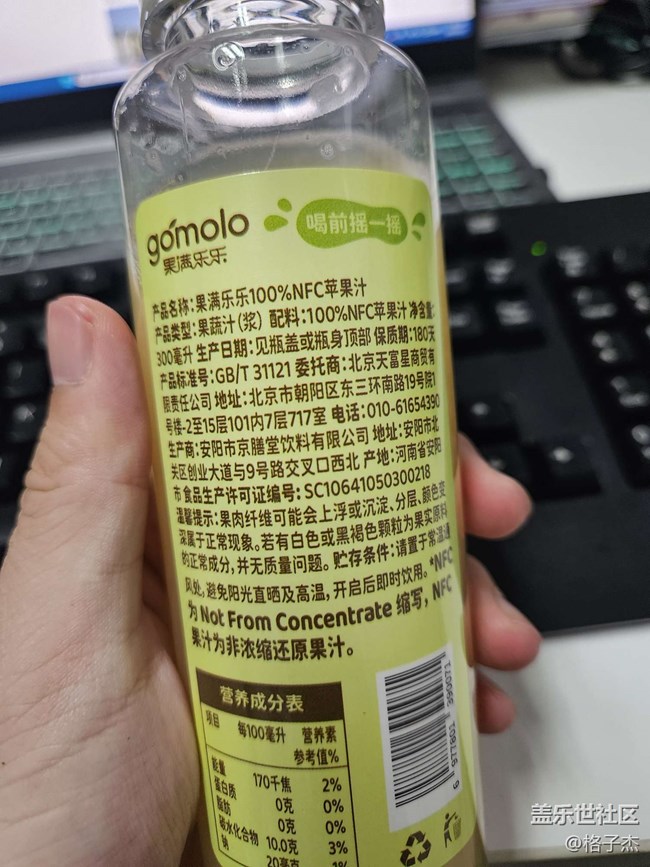 gomolo
果满乐乐
喝前摇一摇
产品名称:果满乐乐100%NFC苹果汁
产品类型:果蔬汁(浆) 配料:100%NFC苹果汁 净含量:
300毫升 生产日期:见瓶盖或瓶身顶部 保质期:180天
产品标准号:GB/T 31121 委托商:北京天富星商贸有
限责任公司 地址:北京市朝阳区东三环南路19号院1
号楼-2至15层101内7层717室 电话:010-61654390
生产商:安阳市京膳堂饮料有限公司 地址:安阳市北
关区创业大道与9号路交叉口西北 产地:河南省安阳
市 食品生产许可证编号:SC10641050300218
温馨提示:果肉纤维可能会上浮或沉淀、分层、颜色变
深属于正常现象。若有白色或黑褐色颗粒为果实原料
的正常成分,并无质量问题。贮存条件:请置于常温通
风处,避免阳光直晒及高温,开启后即时饮用。*NFC
为 Not From Concentrate 缩写,NFC
果汁为非浓缩还原果汁。
营养成分表
项目 每100毫升 营养素
参考值%
能量 170千焦 2%
蛋白质 0克 0%
脂肪 0克 0%
碳水化合物 10.0克 3%
钠 20毫克 1%
6 977801 390071
盖乐世社区
@格子杰